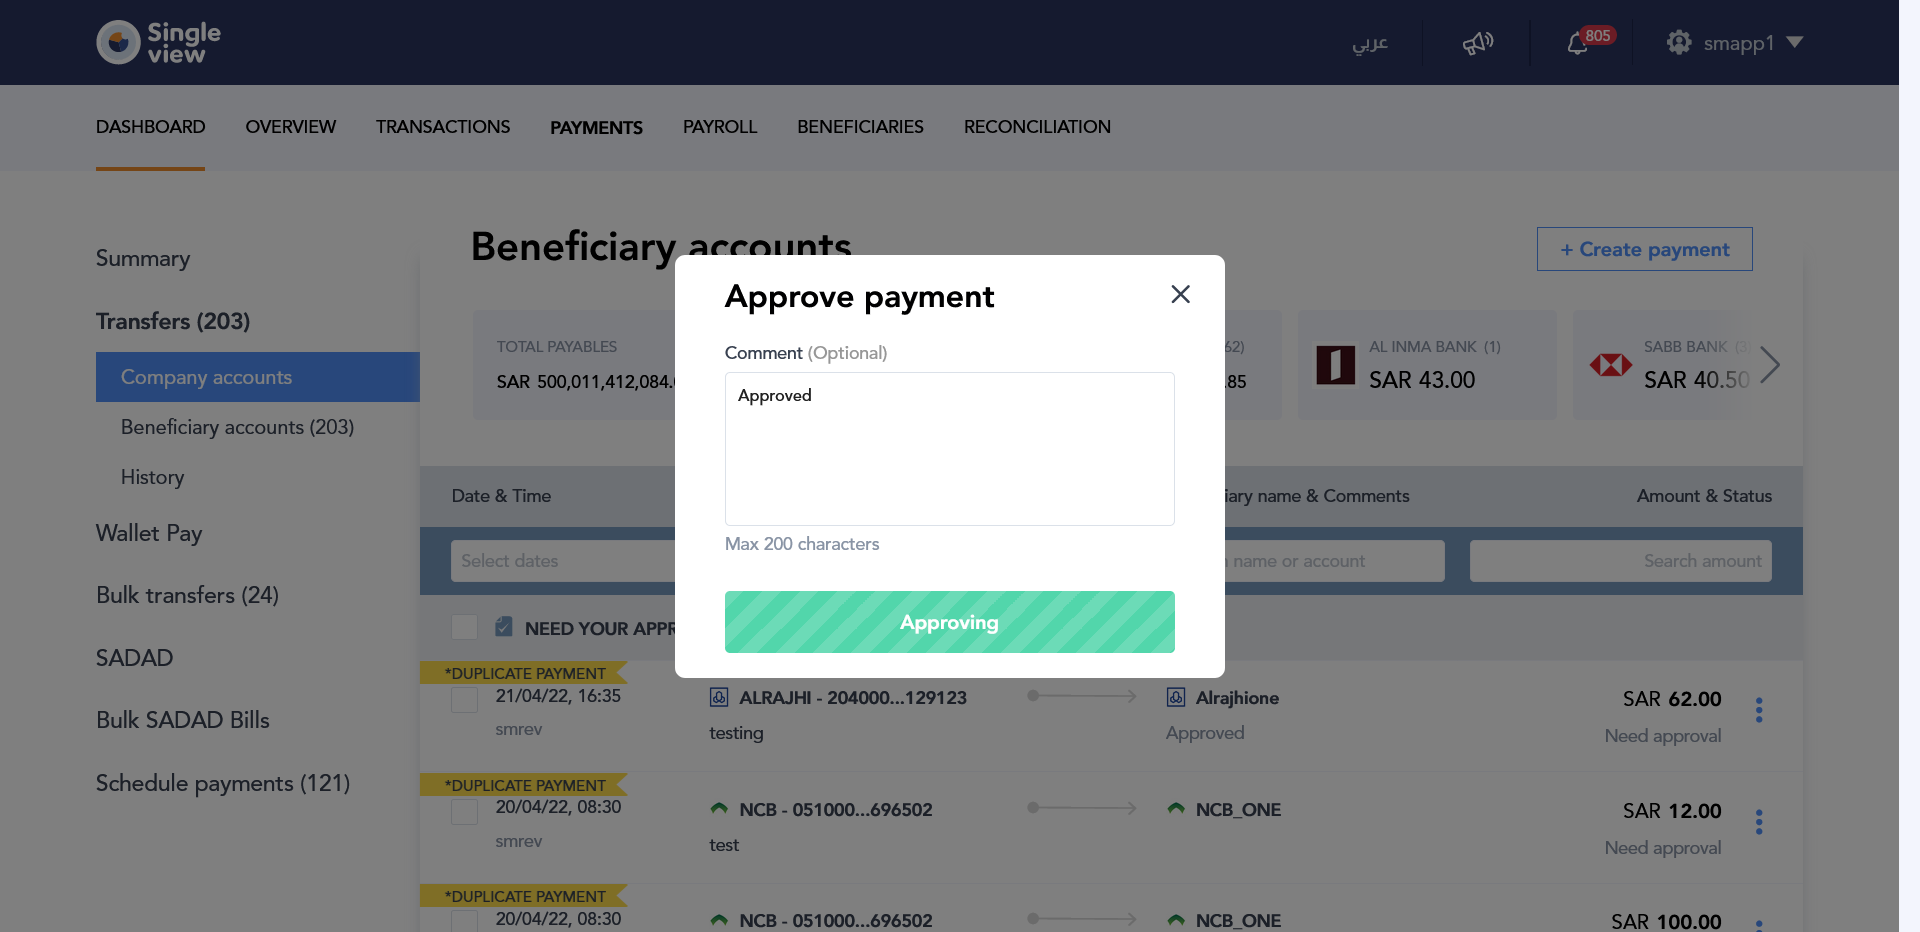 Single
view
عربي
805
smapp1
DASHBOARD
OVERVIEW
TRANSACTIONS
PAYMENTS
PAYROLL
BENEFICIARIES
RECONCILIATION
Summary
Transfers (203)
Company accounts
Beneficiary accounts (203)
History
Wallet Pay
Bulk transfers (24)
SADAD
Bulk SADAD Bills
Schedule payments (121)
Beneficiary accounts
+ Create payment
TOTAL PAYABLES
SAR 500,011,412,084.
62)
.85
AL INMA BANK (1)
SAR 43.00
SABB BANK (3)
SAR 40.50
Approve payment
Comment (Optional)
Approved
Max 200 characters
Approving
Date & Time
iary name & Comments
Amount & Status
Select dates
name or account
Search amount
NEED YOUR APPR
*DUPLICATE PAYMENT
21/04/22, 16:35
smrev
ALRAJHI - 204000...129123
testing
Alrajhione
Approved
SAR 62.00
Need approval
*DUPLICATE PAYMENT
20/04/22, 08:30
smrev
NCB - 051000...696502
test
NCB_ONE
SAR 12.00
Need approval
*DUPLICATE PAYMENT
20/04/22, 08:30
NCB - 051000...696502
NCB_ONE
SAR 100.00